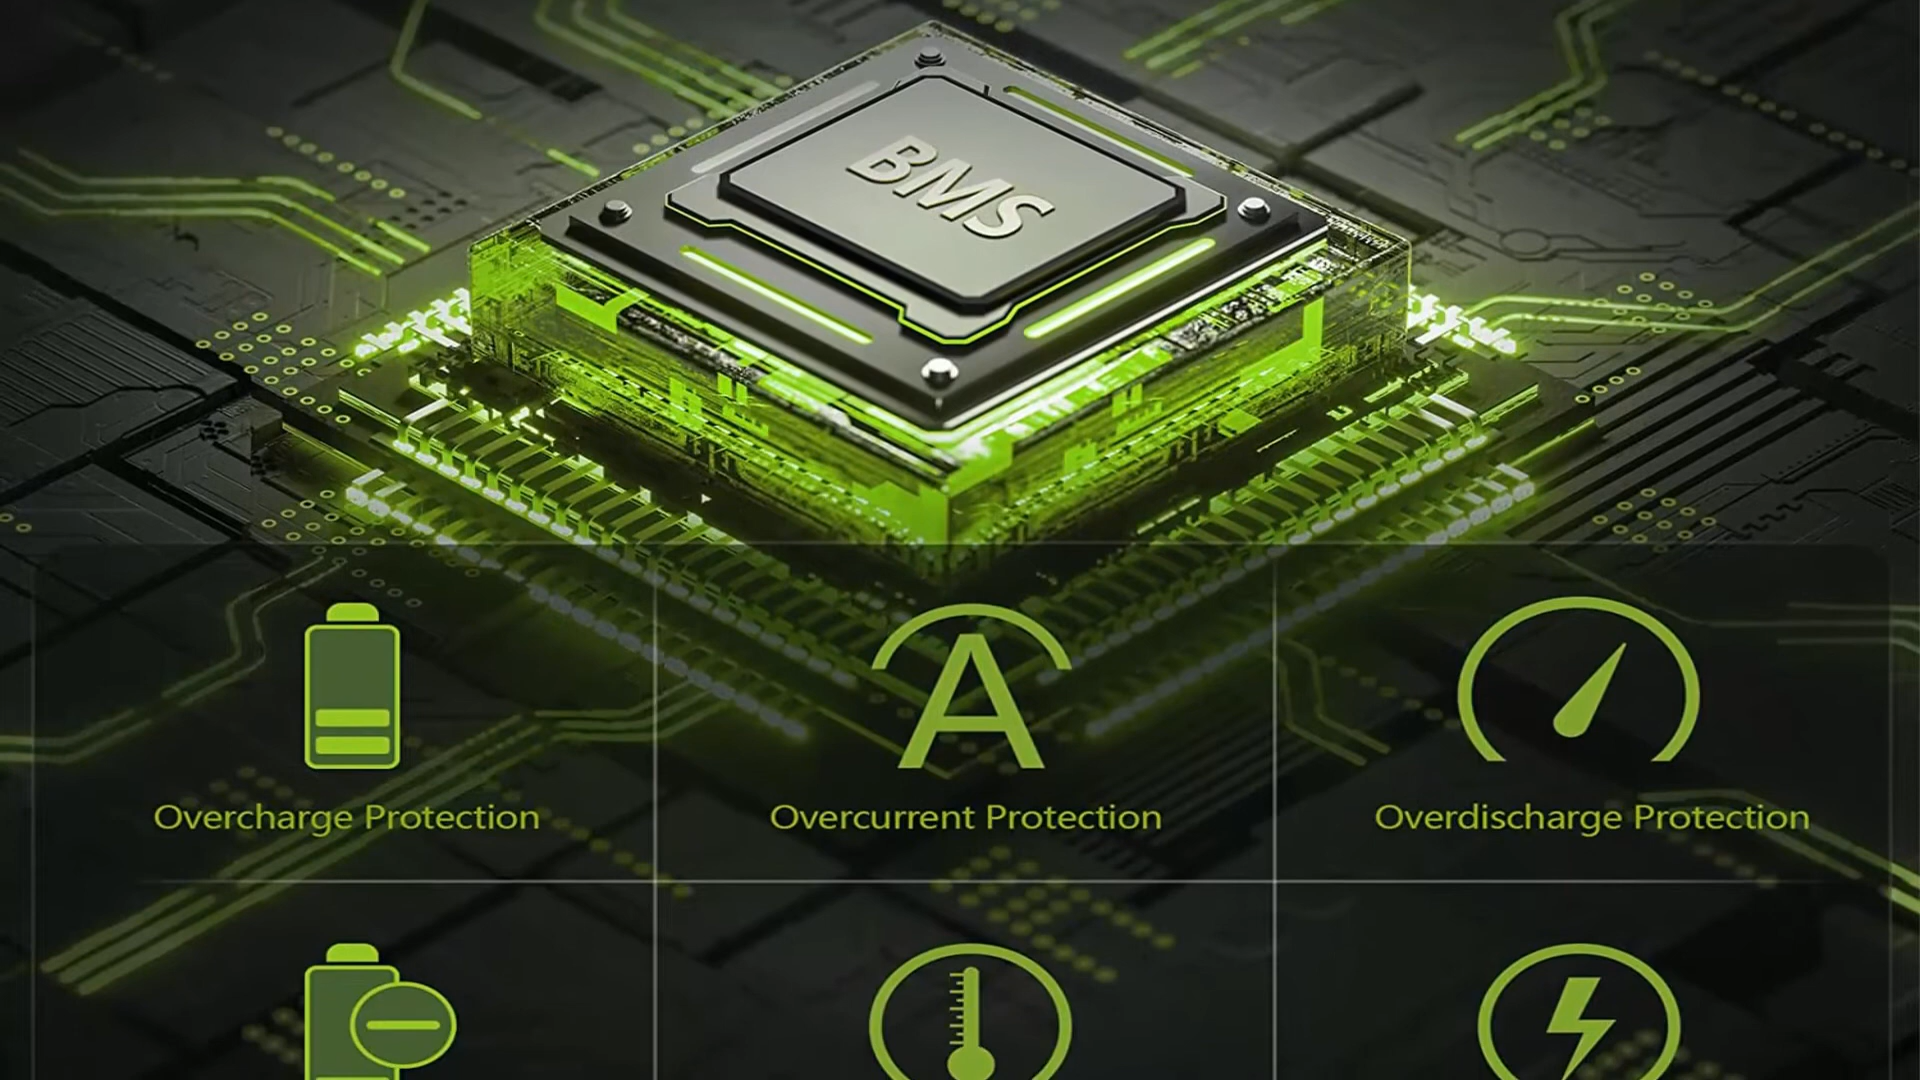 BMS
Overcharge Protection
Overcurrent Protection
Overdischarge Protection